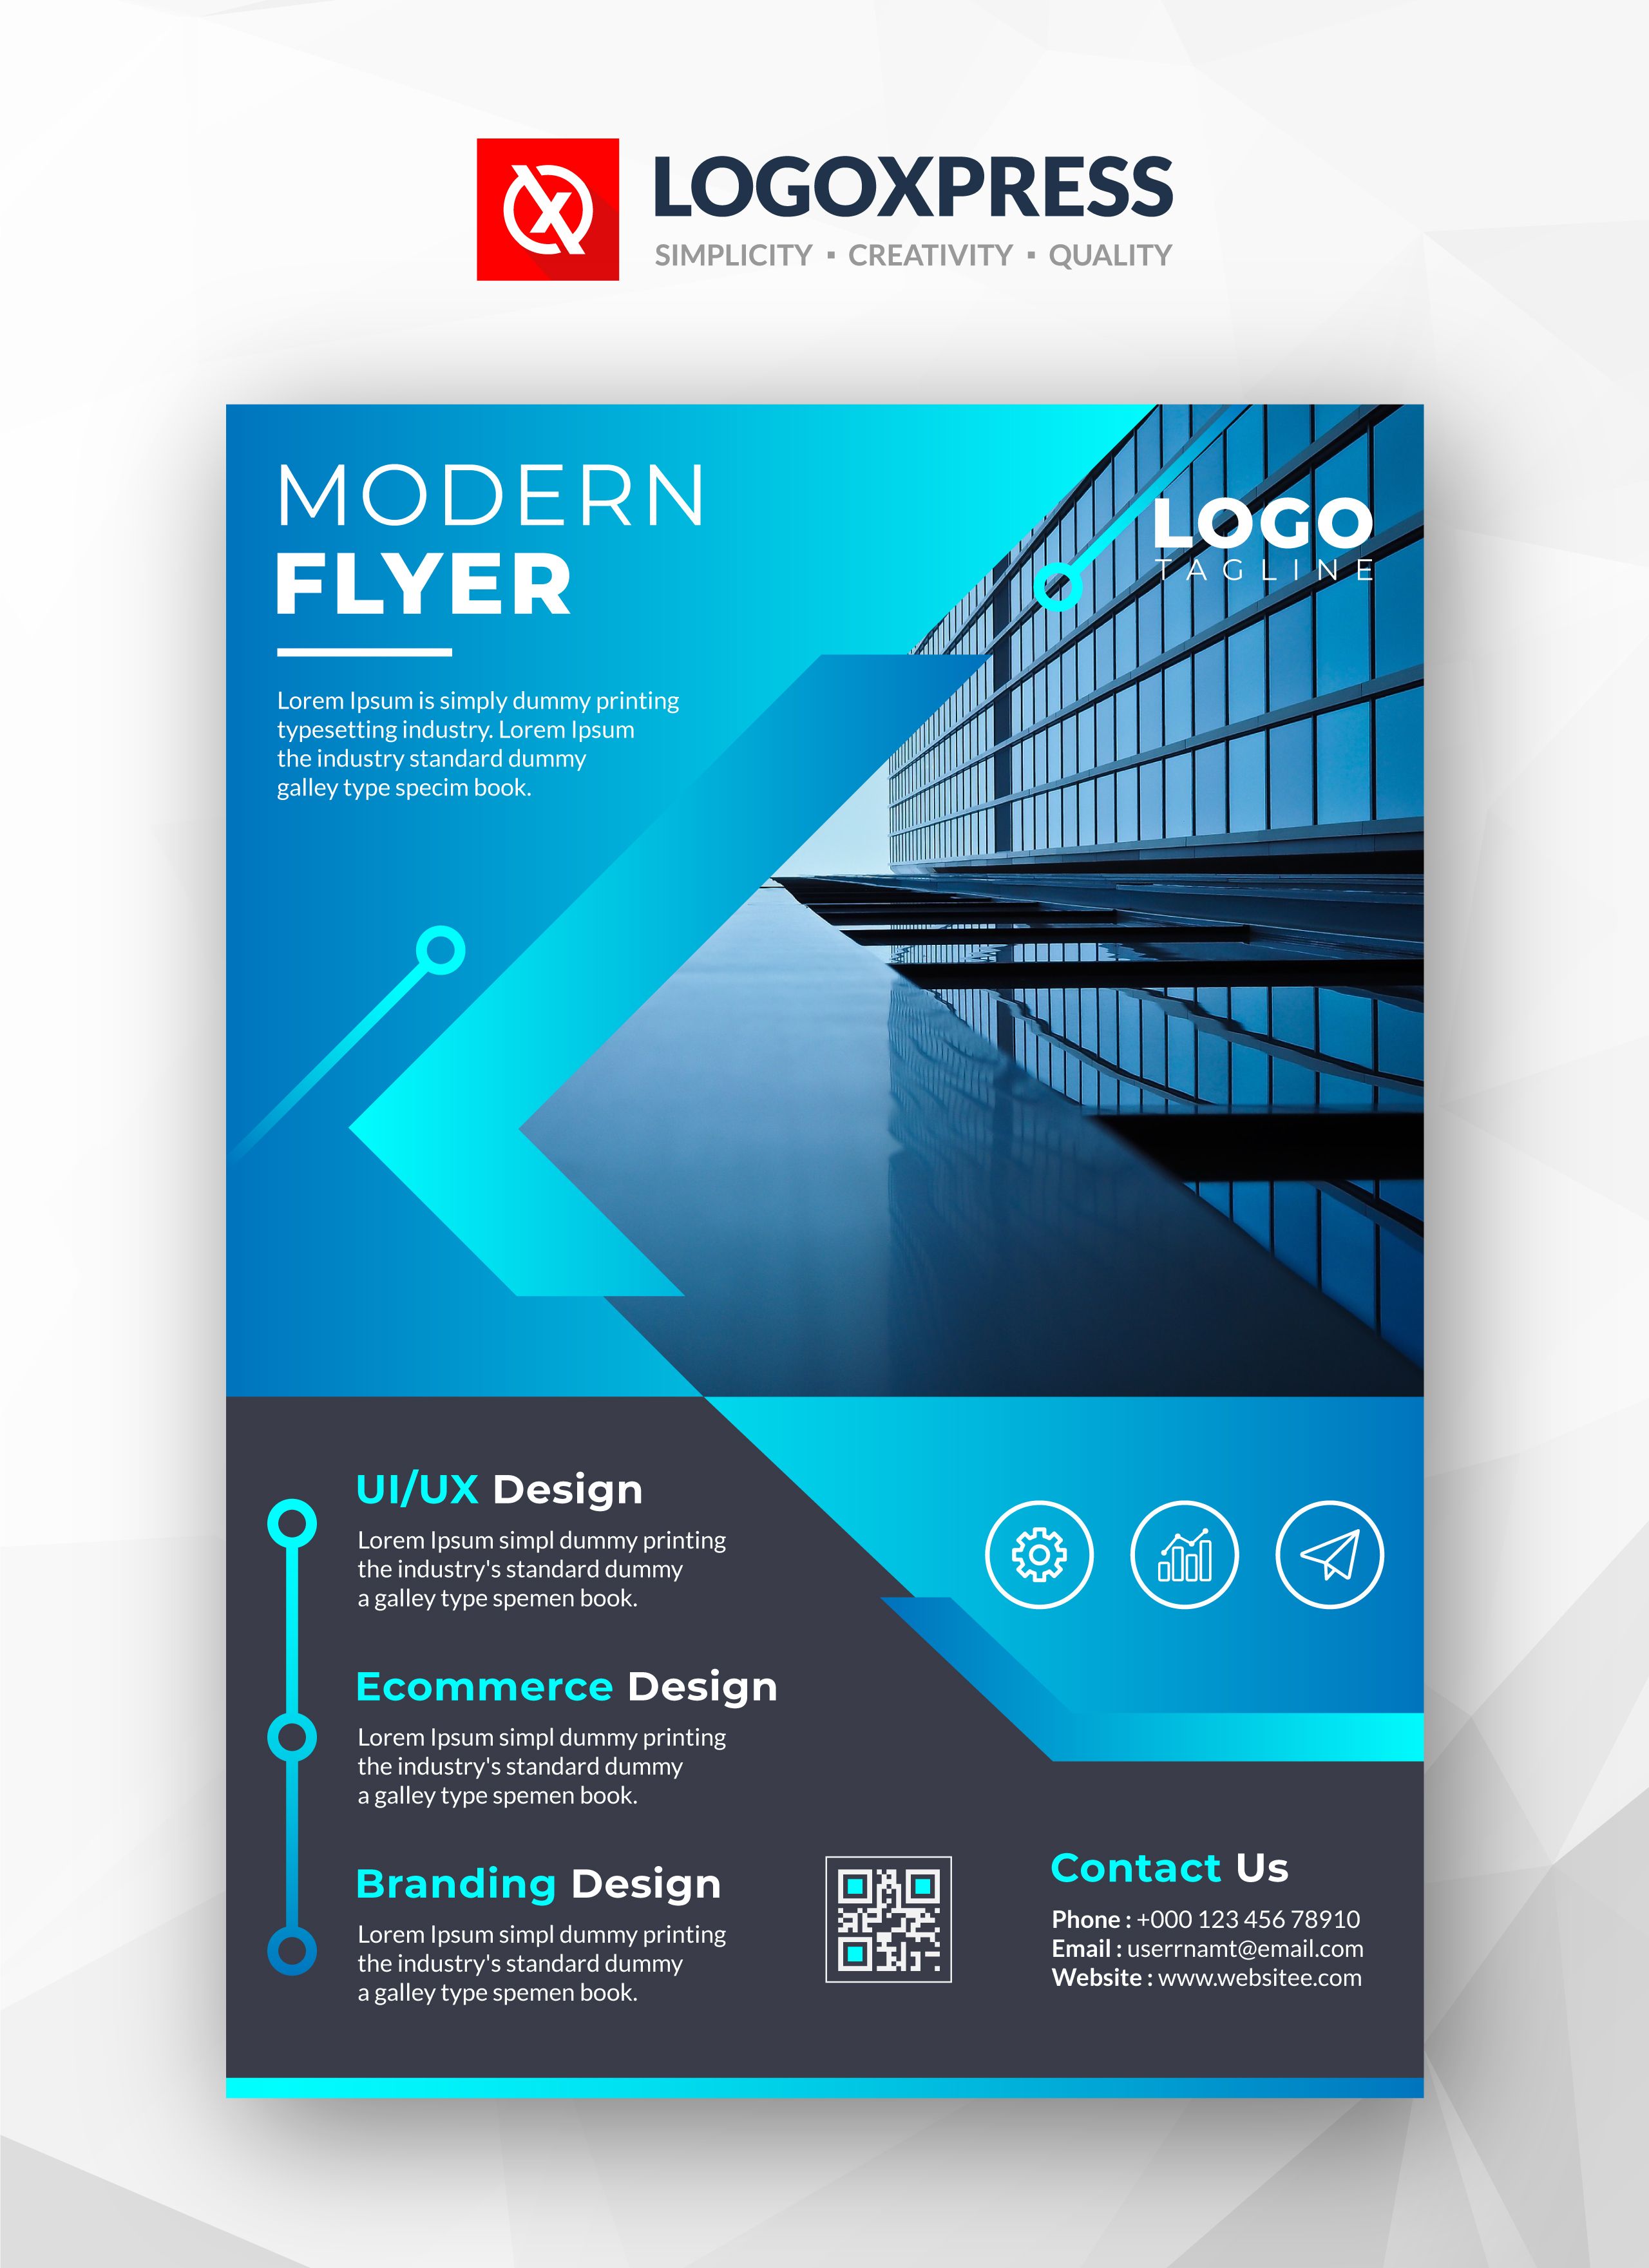 LOGOXPRESS
SIMPLICITY ▪ CREATIVITY ▪ QUALITY
MODERN
FLYER
Lorem Ipsum is simply dummy printing
typesetting industry. Lorem Ipsum
the industry standard dummy
galley type specim book.
LOGO
TAGLINE
UI/UX Design
Lorem Ipsum simpl dummy printing
the industry's standard dummy
a galley type spemen book.
Ecommerce Design
Lorem Ipsum simpl dummy printing
the industry's standard dummy
a galley type spemen book.
Branding Design
Lorem Ipsum simpl dummy printing
the industry's standard dummy
a galley type spemen book.
Contact Us
Phone : +000 123 456 78910
Email : userrnamt@email.com
Website : www.websitee.com